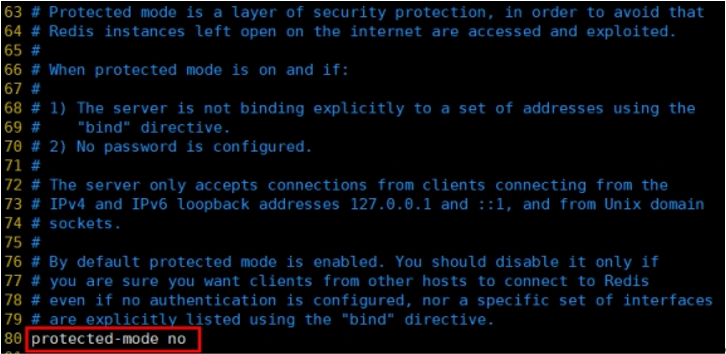 63 # Protected mode is a layer of security protection, in order to avoid that
64 # Redis instances left open on the internet are accessed and exploited.
65 #
66 # When protected mode is on and if:
67 #
68 # 1) The server is not binding explicitly to a set of addresses using the
69 #    "bind" directive.
70 # 2) No password is configured.
71 #
72 # The server only accepts connections from clients connecting from the
73 # IPv4 and IPv6 loopback addresses 127.0.0.1 and ::1, and from Unix domain
74 # sockets.
75 #
76 # By default protected mode is enabled. You should disable it only if
77 # you are sure you want clients from other hosts to connect to Redis
78 # even if no authentication is configured, nor a specific set of interfaces
79 # are explicitly listed using the "bind" directive.
80 protected-mode no